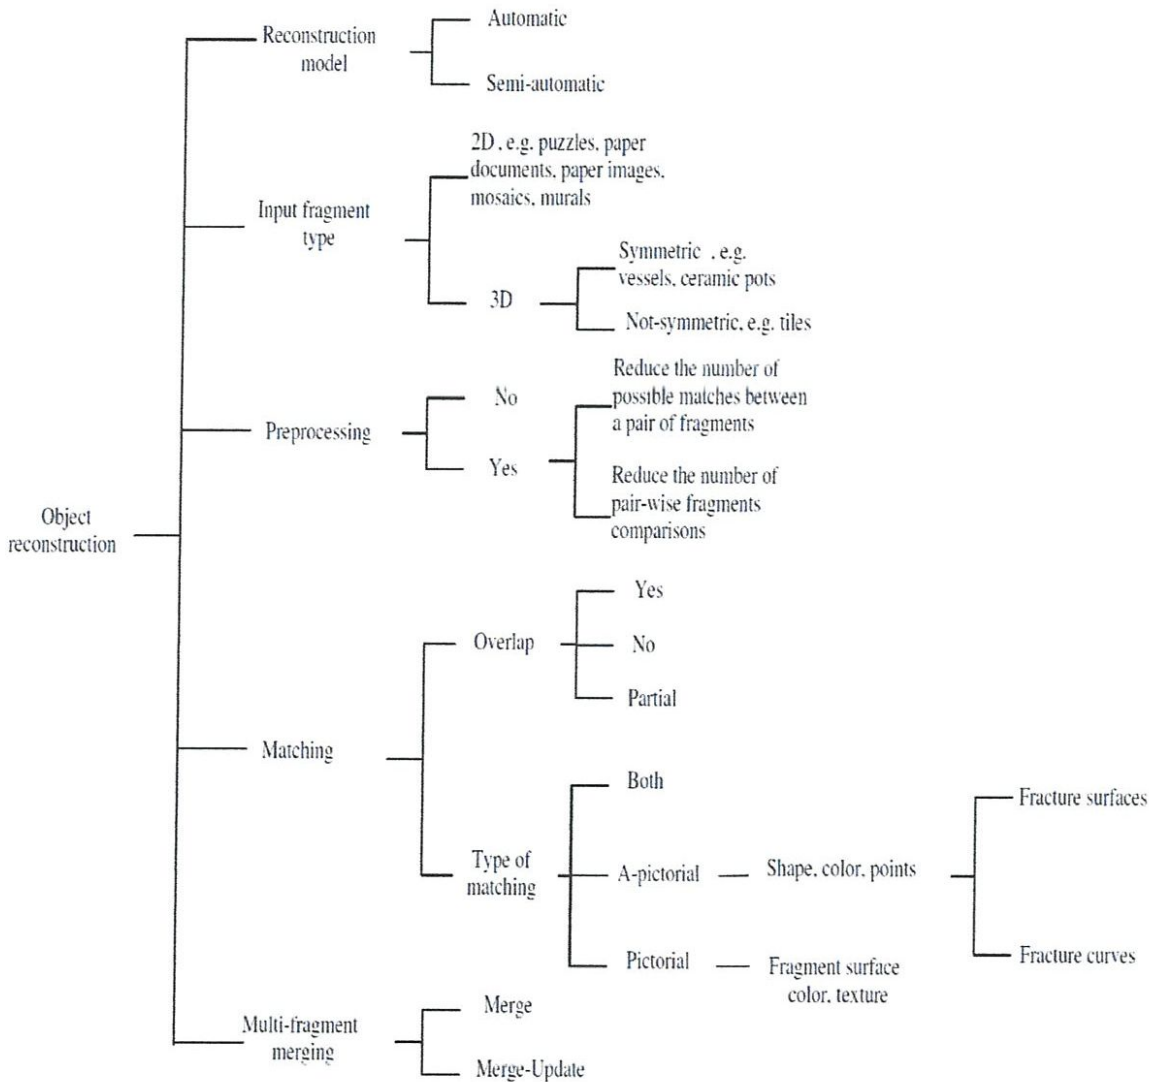 Automatic
Reconstruction
model
Semi-automatic
2D , e.g. puzzles, paper
documents, paper images,
mosaics, murals
Input fragment
type
Symmetric , e.g.
vessels, ceramic pots
3D
Not-symmetric, e.g. tiles
Reduce the number of
possible matches between
a pair of fragments
No
Preprocessing
Yes
Reduce the number of
pair-wise fragments
comparisons
Object
reconstruction
Yes
Overlap
No
Partial
Matching
Both
Fracture surfaces
Type of
matching
A-pictorial
Shape, color, points
Fracture curves
Pictorial
Fragment surface
color, texture
Merge
Multi-fragment
merging
Merge-Update